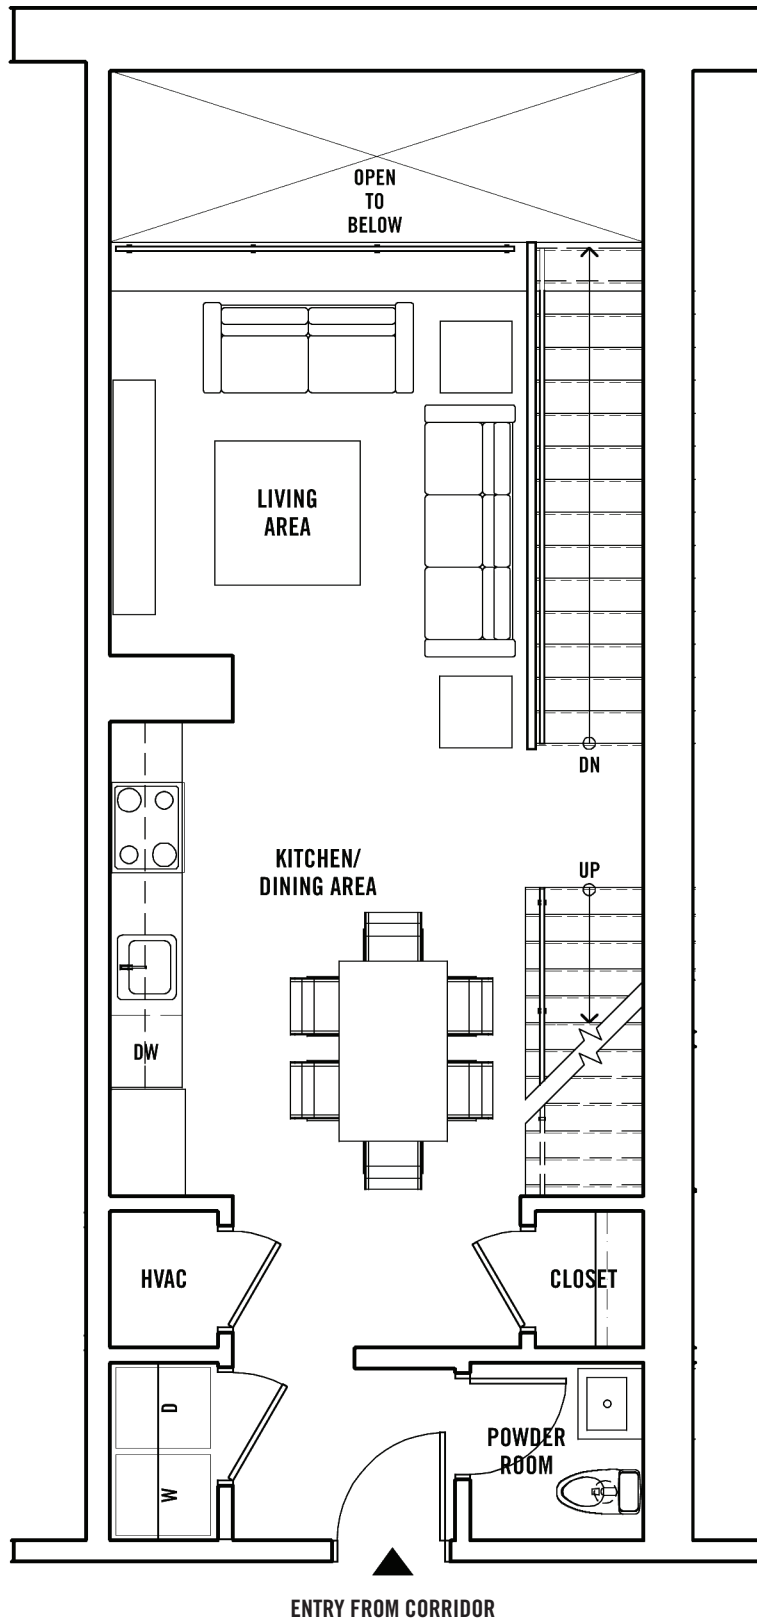 OPEN
TO
BELOW
LIVING
AREA
DN
KITCHEN/
DINING AREA
UP
DW
HVAC
CLOSET
D
POWDER
ROOM
W
ENTRY FROM CORRIDOR